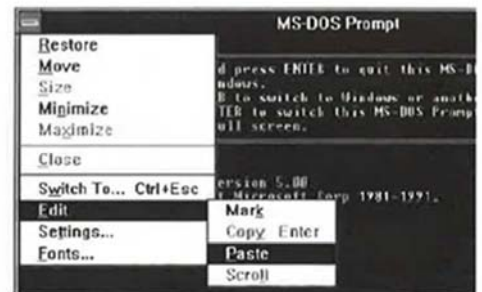 MS-DOS Prompt
Restore
Move
Size
Minimize
Maximize
Close
Switch To... Ctrl+Esc
Edit
Settings...
Fonts...
d press ENTER to quit this MS-D
ndows.
B to switch to Windows or anoth
TER to switch this MS-DOS Promp
ull screen.
ersion 5.00
t Microsoft Corp 1981-1991.
Mark
Copy Enter
Paste
Scroll